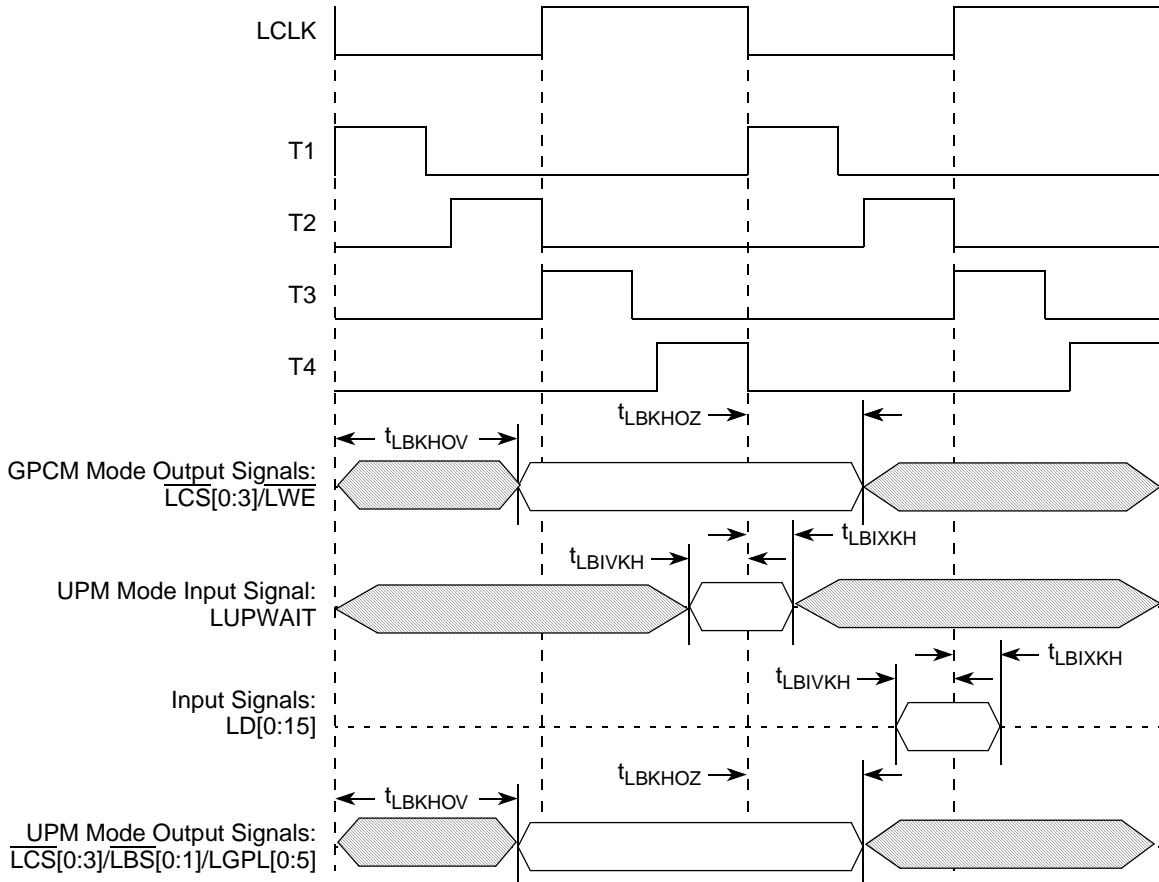 LCLK
T1
T2
T3
T4
tLBKHOZ
tLBKHOV
GPCM Mode Output Signals:
LCS[0:3]/LWE
tLBIXKH
tLBIVKH
UPM Mode Input Signal:
LUPWAIT
tLBIXKH
tLBIVKH
Input Signals:
LD[0:15]
tLBKHOZ
tLBKHOV
UPM Mode Output Signals:
LCS[0:3]/LBS[0:1]/LGPL[0:5]